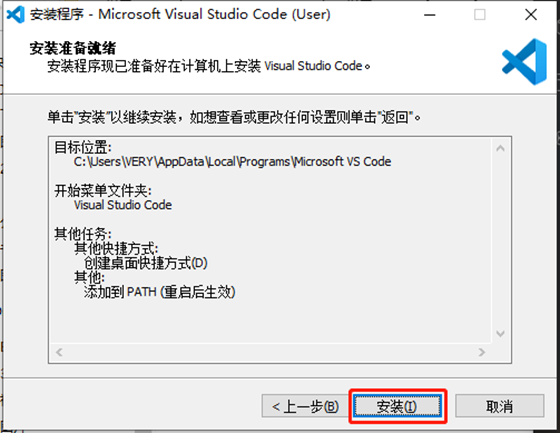 安装程序 - Microsoft Visual Studio Code (User)
安装准备就绪
安装程序现已准备好在计算机上安装 Visual Studio Code。
单击"安装"以继续安装，如想查看或更改任何设置则单击"返回"。
目标位置:
C:\Users\VERY\AppData\Local\Programs\Microsoft VS Code
开始菜单文件夹:
Visual Studio Code
其他任务:
其他快捷方式:
创建桌面快捷方式(D)
其他:
添加到 PATH (重启后生效)
< 上一步(B)
安装(I)
取消